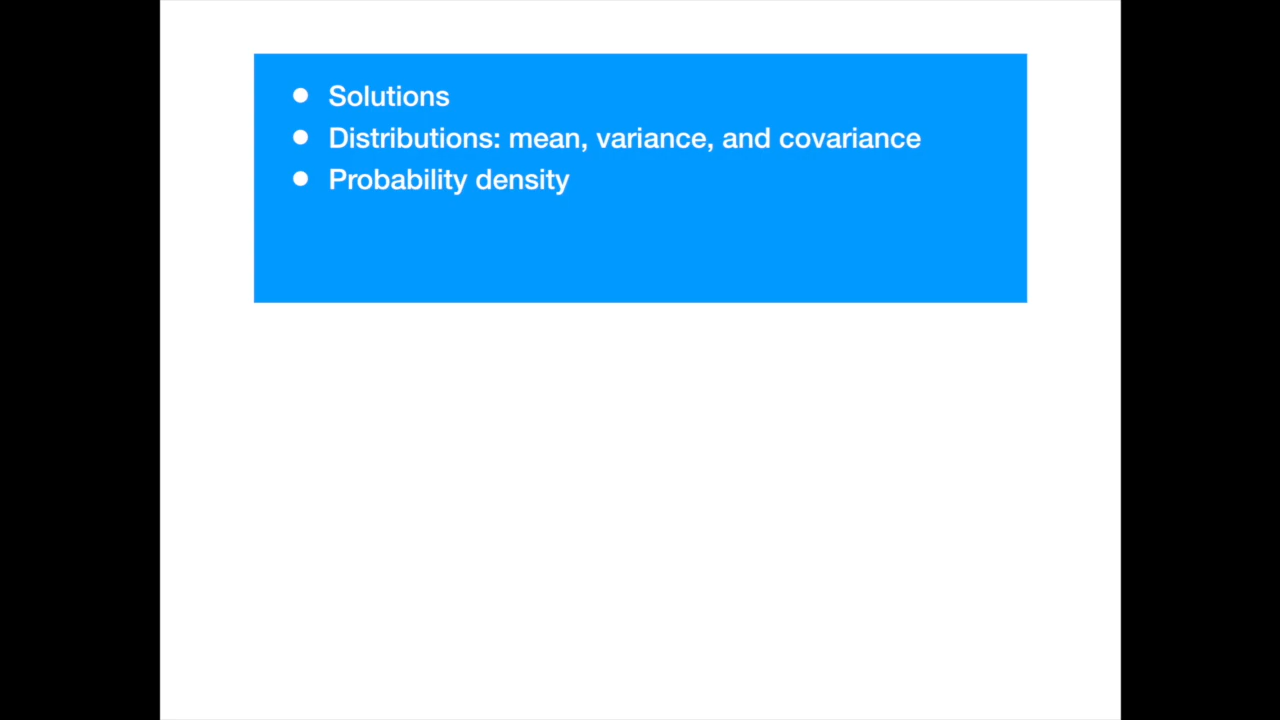 ● Solutions
● Distributions: mean, variance, and covariance
● Probability density